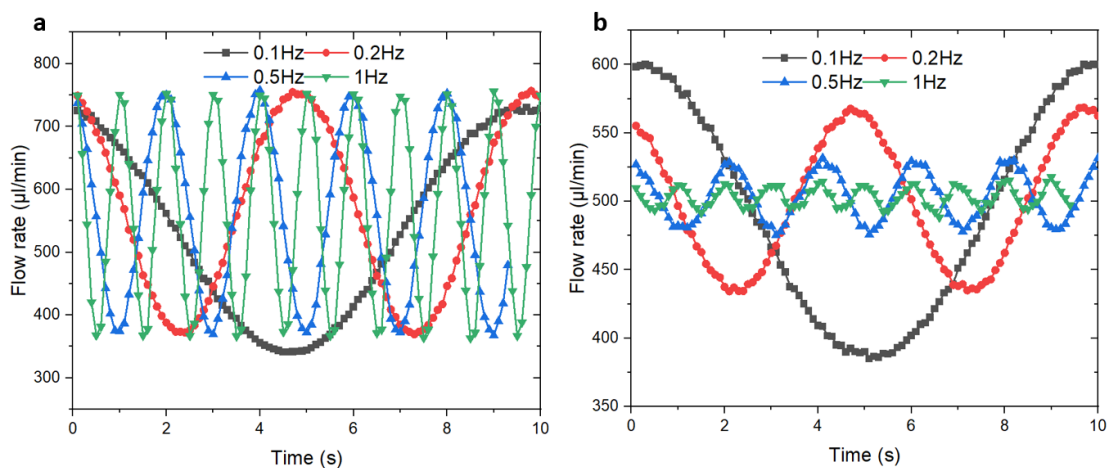 a
0.1Hz 0.2Hz
0.5Hz 1Hz
800
700
600
500
400
300
Flow rate (µl/min)
0 2 4 6 8 10
Time (s)
b
0.1Hz 0.2Hz
0.5Hz 1Hz
600
550
500
450
400
350
Flow rate (µl/min)
0 2 4 6 8 10
Time (s)